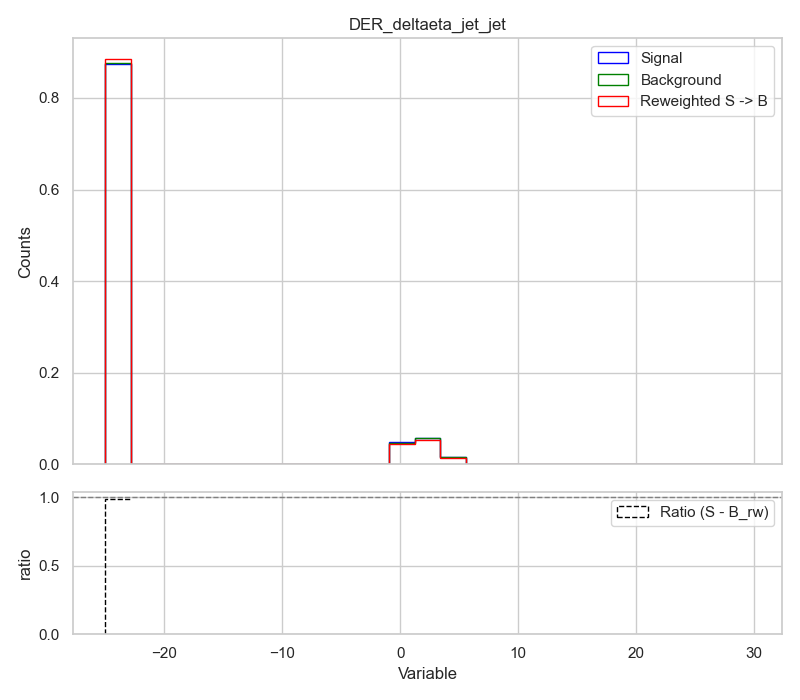 DER_deltaeta_jet_jet
Signal
Background
Reweighted S -> B
Counts
0.8
0.6
0.4
0.2
0.0
ratio
1.0
0.5
0.0
Ratio (S - B_rw)
−20
−10
0
10
20
30
Variable